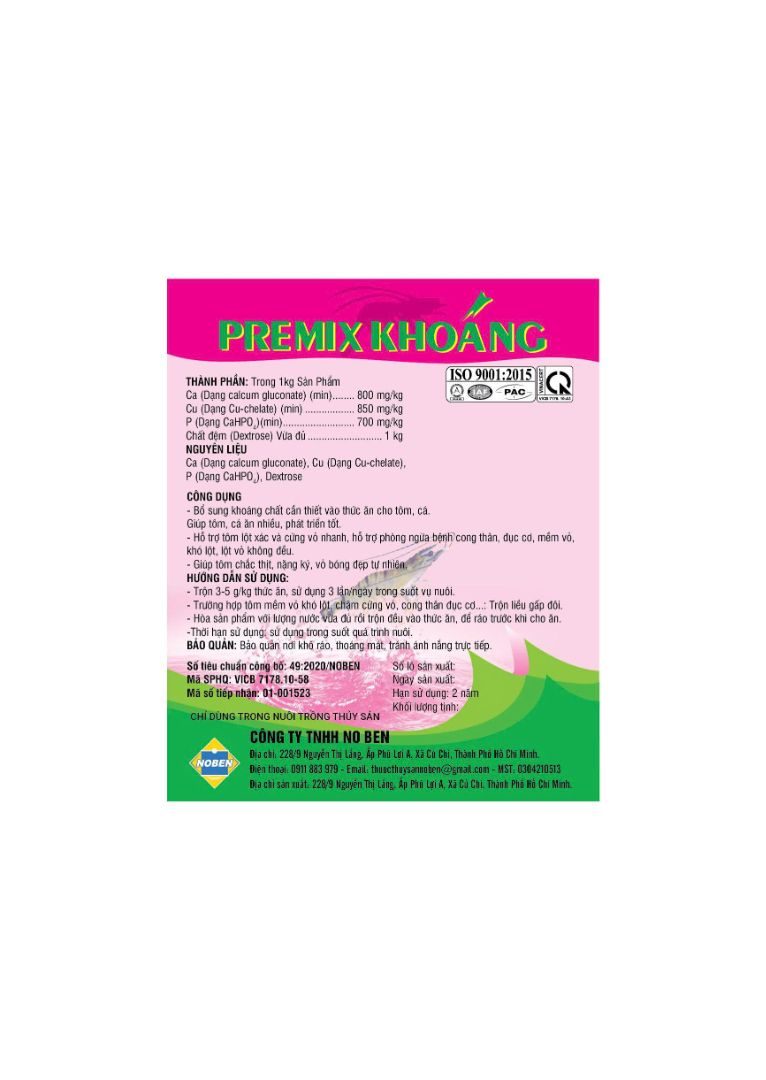 PREMIX KHOÁNG
ISO 9001:2015
IAF
PAC
VINACERT
VICB 7178.10-58
THÀNH PHẦN: Trong 1kg Sản Phẩm
Ca (Dạng calcum gluconate) (min)........ 800 mg/kg
Cu (Dạng Cu-chelate) (min) .................. 850 mg/kg
P (Dạng CaHPO4)(min).......................... 700 mg/kg
Chất đệm (Dextrose) Vừa đủ ........................... 1 kg
NGUYÊN LIỆU
Ca (Dạng calcum gluconate), Cu (Dạng Cu-chelate),
P (Dạng CaHPO4), Dextrose
CÔNG DỤNG
- Bổ sung khoáng chất cần thiết vào thức ăn cho tôm, cá.
Giúp tôm, cá ăn nhiều, phát triển tốt.
- Hỗ trợ tôm lột xác và cứng vỏ nhanh, hỗ trợ phòng ngừa bệnh cong thân, đục cơ, mềm vỏ,
khó lột, lột vỏ không đều.
- Giúp tôm chắc thịt, nặng ký, vỏ bóng đẹp tự nhiên.
HƯỚNG DẪN SỬ DỤNG:
- Trộn 3-5 g/kg thức ăn, sử dụng 3 lần/ngày trong suốt vụ nuôi.
- Trường hợp tôm mềm vỏ khó lột, chậm cứng vỏ, cong thân đục cơ...: Trộn liều gấp đôi.
- Hòa sản phẩm với lượng nước vừa đủ rồi trộn đều vào thức ăn, để ráo trước khi cho ăn.
-Thời hạn sử dụng: sử dụng trong suốt quá trình nuôi.
BẢO QUẢN: Bảo quản nơi khô ráo, thoáng mát, tránh ánh nắng trực tiếp.
Số tiêu chuẩn công bố: 49:2020/NOBEN
Mã SPHQ: VICB 7178.10-58
Mã số tiếp nhận: 01-001523
Số lô sản xuất:
Ngày sản xuất:
Hạn sử dụng: 2 năm
Khối lượng tịnh:
CHỈ DÙNG TRONG NUÔI TRỒNG THỦY SẢN
NOBEN
CÔNG TY TNHH NO BEN
Địa chỉ: 228/9 Nguyễn Thị Lắng, Ấp Phú Lợi A, Xã Củ Chi, Thành Phố Hồ Chí Minh.
Điện thoại: 0911 883 979 - Email: thuocthuysannoben@gmail.com - MST: 0304210513
Địa chỉ sản xuất: 228/9 Nguyễn Thị Lắng, Ấp Phú Lợi A, Xã Củ Chi, Thành Phố Hồ Chí Minh.